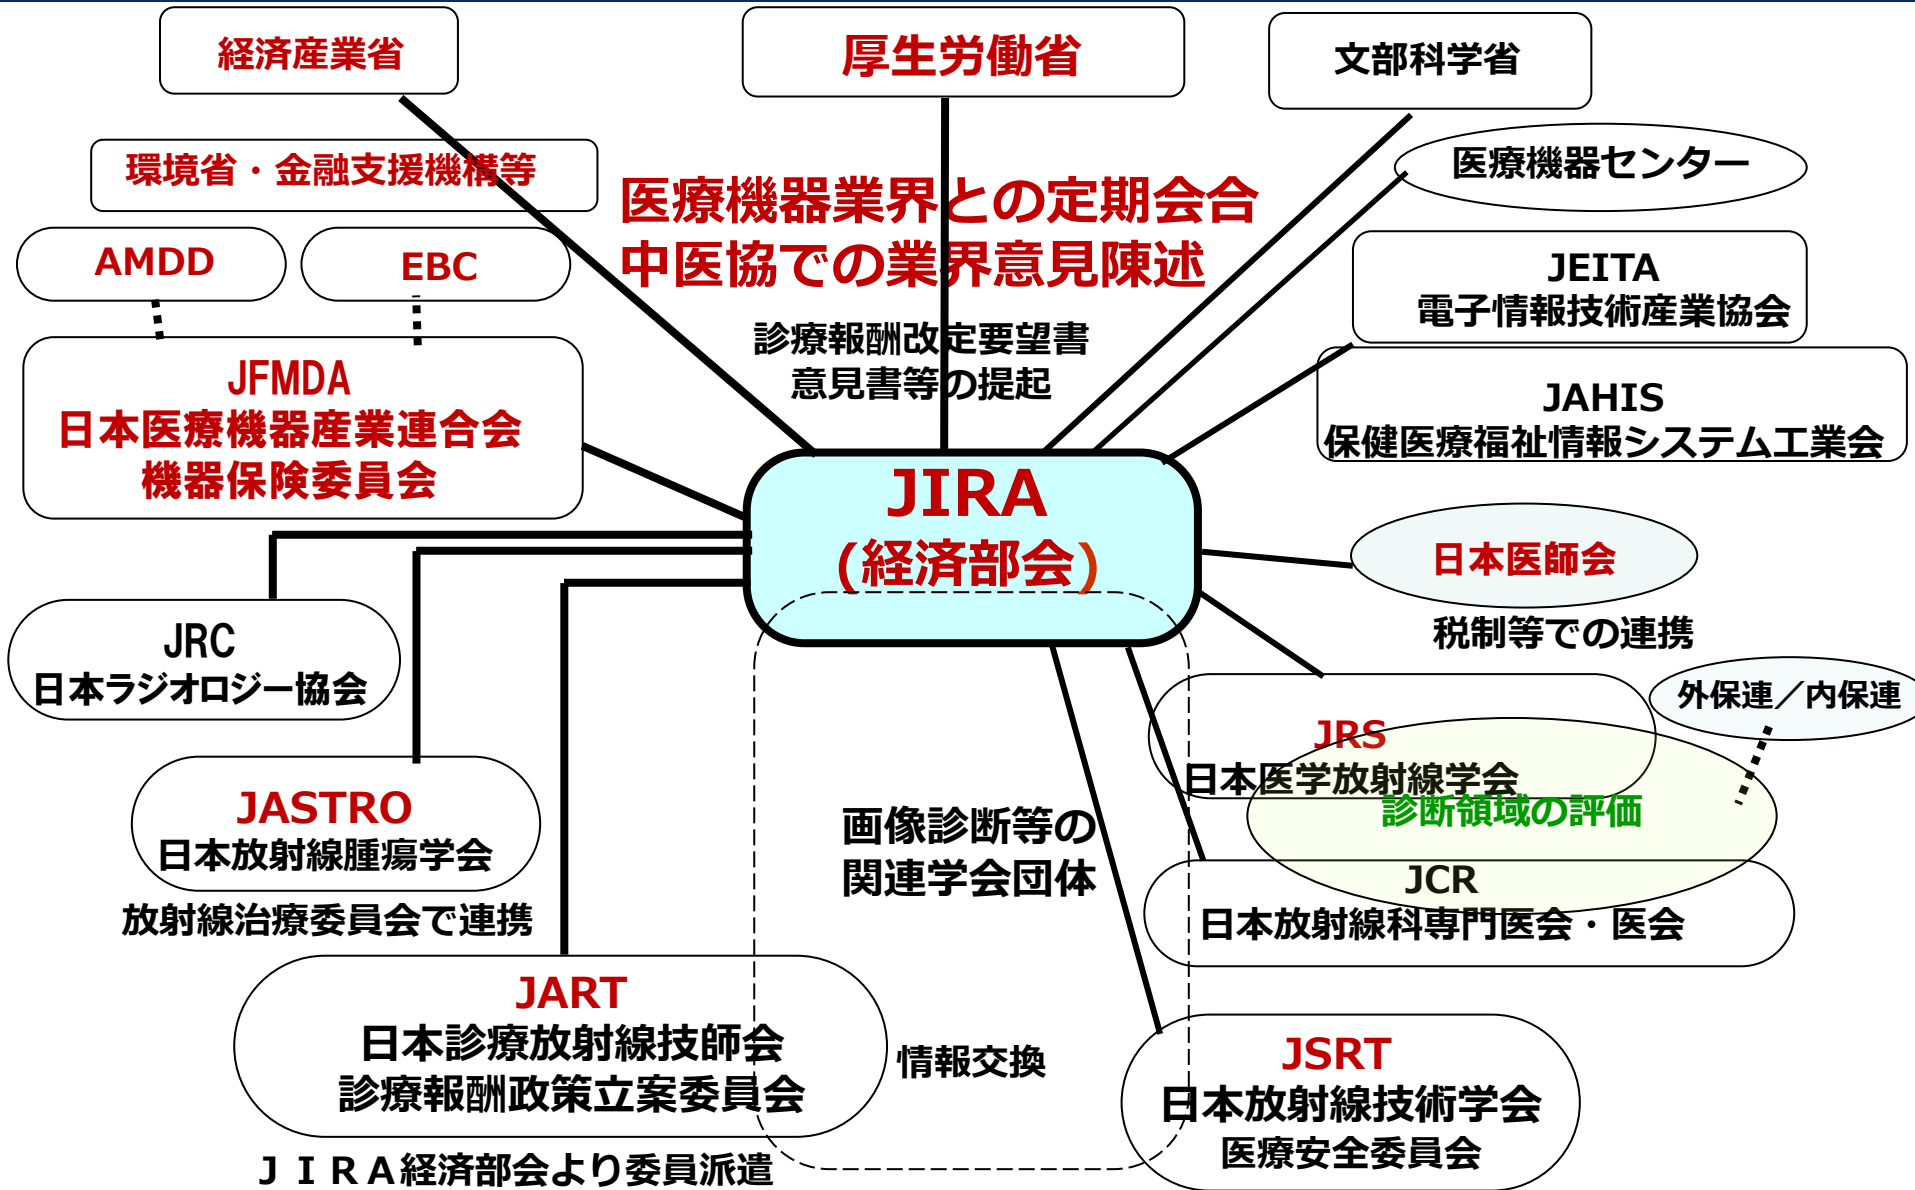 経済産業省
厚生労働省
文部科学省
環境省・金融支援機構等
医療機器センター
医療機器業界との定期会合
中医協での業界意見陳述
AMDD
EBC
JEITA
電子情報技術産業協会
診療報酬改定要望書
意見書等の提起
JFMDA
日本医療機器産業連合会
機器保険委員会
JAHIS
保健医療福祉情報システム工業会
JIRA
(経済部会)
日本医師会
税制等での連携
JRC
日本ラジオロジー協会
外保連／内保連
JRS
日本医学放射線学会
診断領域の評価
JASTRO
日本放射線腫瘍学会
放射線治療委員会で連携
画像診断等の
関連学会団体
JCR
日本放射線科専門医会・医会
JART
日本診療放射線技師会
診療報酬政策立案委員会
ＪＩＲＡ経済部会より委員派遣
情報交換
JSRT
日本放射線技術学会
医療安全委員会